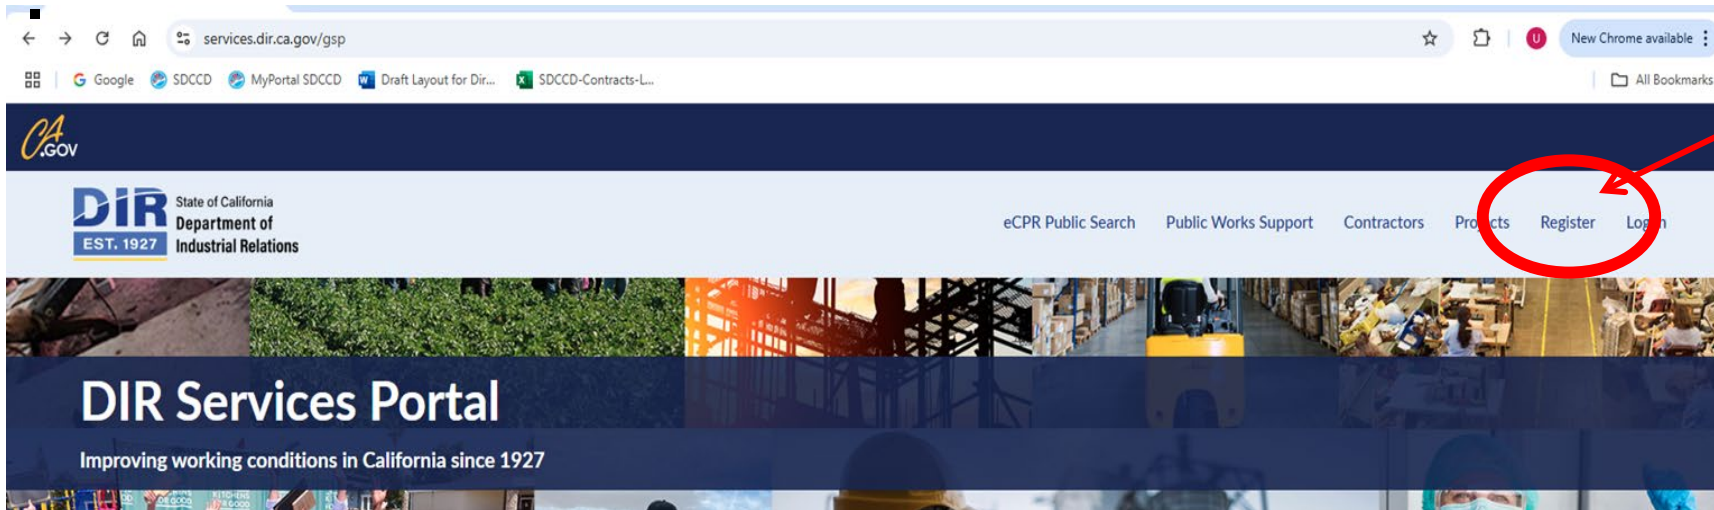 services.dir.ca.gov/gsp
U
New Chrome available
Google
SDCCD
MyPortal SDCCD
Draft Layout for Dir...
SDCCD-Contracts-L...
All Bookmarks
CA
.GOV
DIR
EST. 1927
State of California
Department of
Industrial Relations
eCPR Public Search
Public Works Support
Contractors
Projects
Register
DIR Services Portal
Improving working conditions in California since 1927